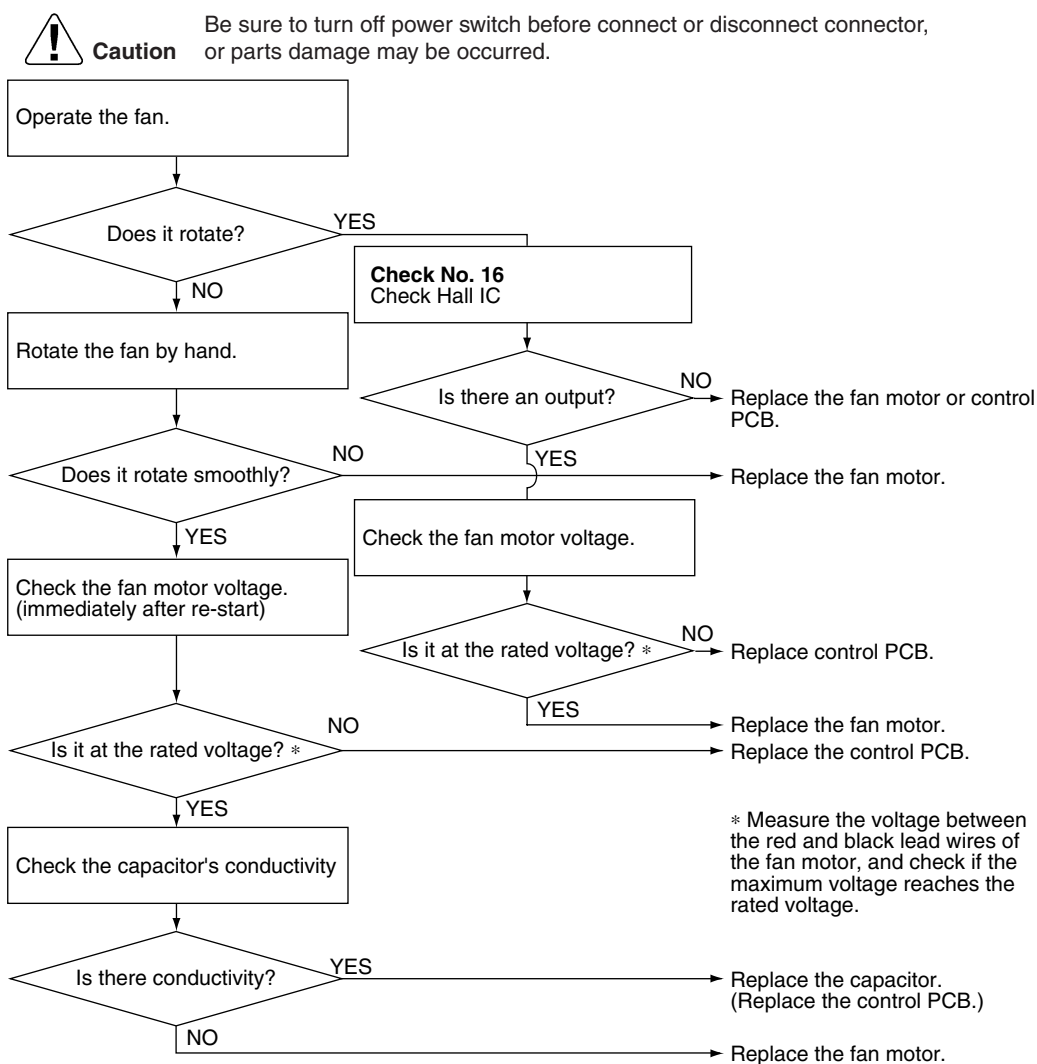 Be sure to turn off power switch before connect or disconnect connector,
Caution
or parts damage may be occurred.
Operate the fan.
Does it rotate?
YES
NO
Check No. 16
Check Hall IC
Rotate the fan by hand.
Is there an output?
NO
Replace the fan motor or control
PCB.
YES
Does it rotate smoothly?
NO
Replace the fan motor.
YES
Check the fan motor voltage.
Check the fan motor voltage.
(immediately after re-start)
Is it at the rated voltage? *
NO
Replace control PCB.
YES
Replace the fan motor.
Is it at the rated voltage? *
NO
Replace the control PCB.
YES
* Measure the voltage between
the red and black lead wires of
the fan motor, and check if the
maximum voltage reaches the
rated voltage.
Check the capacitor's conductivity
Is there conductivity?
YES
Replace the capacitor.
(Replace the control PCB.)
NO
Replace the fan motor.